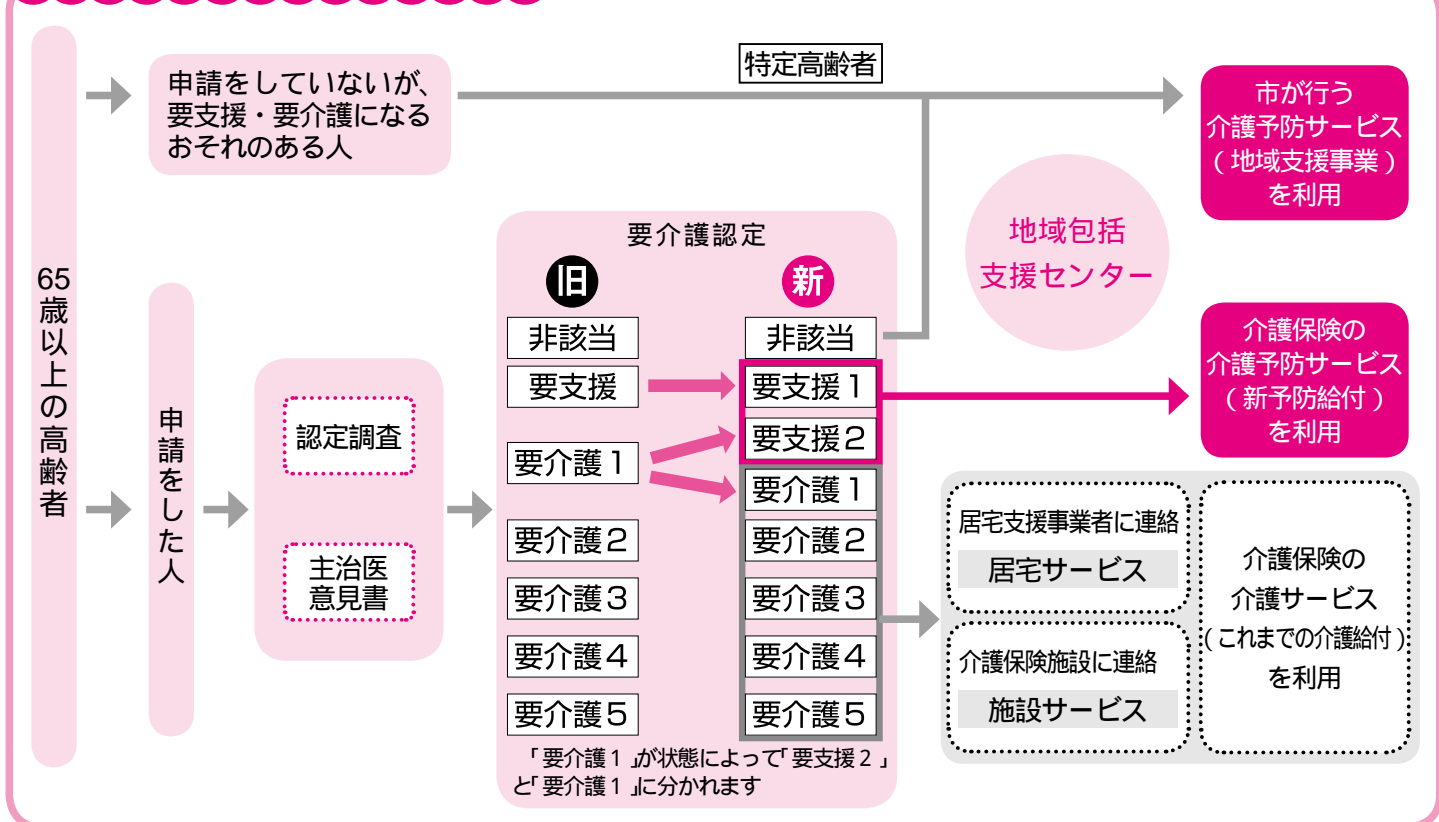 65歳以上の高齢者
申請をしていないが、
要支援・要介護になる
おそれのある人
特定高齢者
市が行う
介護予防サービス
(地域支援事業)
を利用
申請をした人
認定調査
主治医
意見書
要介護認定
旧
新
非該当
要支援
要介護1
要介護2
要介護3
要介護4
要介護5
非該当
要支援1
要支援2
要介護1
要介護2
要介護3
要介護4
要介護5
「要介護1」が状態によって「要支援2」
と「要介護1」に分かれます
地域包括
支援センター
介護保険の
介護予防サービス
(新予防給付)
を利用
居宅支援事業者に連絡
居宅サービス
介護保険施設に連絡
施設サービス
介護保険の
介護サービス
(これまでの介護給付)
を利用